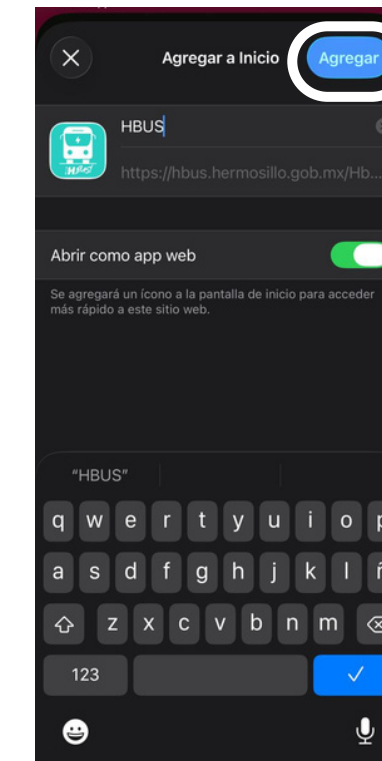 Agregar a Inicio
Agregar
HBUS
HBUS
https://hbus.hermosillo.gob.mx/Hb...
Abrir como app web
Se agregará un ícono a la pantalla de inicio para acceder
más rápido a este sitio web.
“HBUS”
q w e r t y u i o p
a s d f g h j k l ñ
z x c v b n m
123